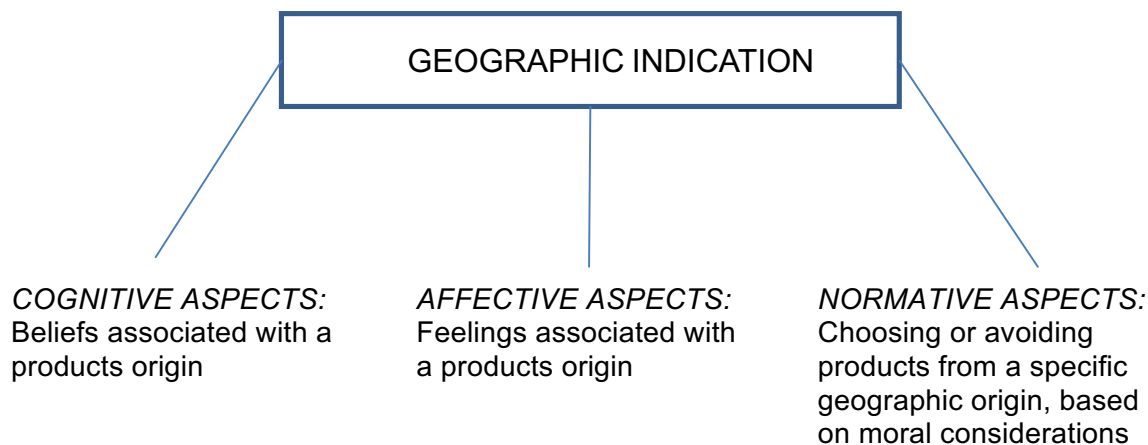 GEOGRAPHIC INDICATION
COGNITIVE ASPECTS:
Beliefs associated with a
products origin
AFFECTIVE ASPECTS:
Feelings associated with
a products origin
NORMATIVE ASPECTS:
Choosing or avoiding
products from a specific
geographic origin, based
on moral considerations